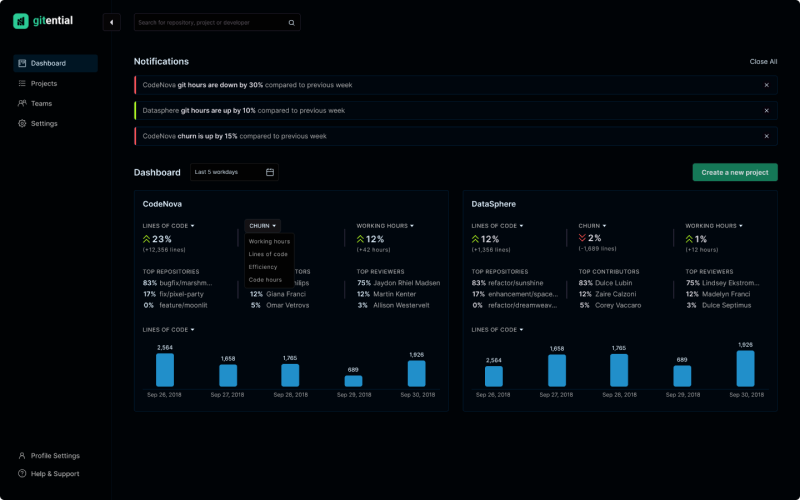 gitential
Search for repository, project or developer
Dashboard
Projects
Teams
Settings
Profile Settings
Help & Support
Notifications
Close All
CodeNova git hours are down by 30% compared to previous week
Datasphere git hours are up by 10% compared to previous week
CodeNova churn is up by 15% compared to previous week
Dashboard
Last 5 workdays
Create a new project
CodeNova
LINES OF CODE
23%
(+12,356 lines)
CHURN
Working hours
Lines of code
Efficiency
Code hours
WORKING HOURS
12%
(+42 hours)
TOP REPOSITORIES
83% bugfix/marshm...
17% fix/pixel-party
0% feature/moonlit
12% Giana Franci
5% Omar Vetrovs
TOP REVIEWERS
75% Jaydon Rhiel Madsen
12% Martin Kenter
3% Allison Westervelt
LINES OF CODE
2,564
1,658
1,765
689
1,926
Sep 26, 2018
Sep 27, 2018
Sep 28, 2018
Sep 29, 2018
Sep 30, 2018
DataSphere
LINES OF CODE
12%
(+1,356 lines)
CHURN
2%
(-1,689 lines)
WORKING HOURS
1%
(+12 hours)
TOP REPOSITORIES
83% refactor/sunshine
17% enhancement/space...
0% refactor/dreamweav...
TOP CONTRIBUTORS
83% Dulce Lubin
12% Zaire Calzoni
5% Corey Vaccaro
TOP REVIEWERS
75% Lindsey Ekstrom...
12% Madelyn Franci
3% Dulce Septimus
LINES OF CODE
2,564
1,658
1,765
689
1,926
Sep 26, 2018
Sep 27, 2018
Sep 28, 2018
Sep 29, 2018
Sep 30, 2018